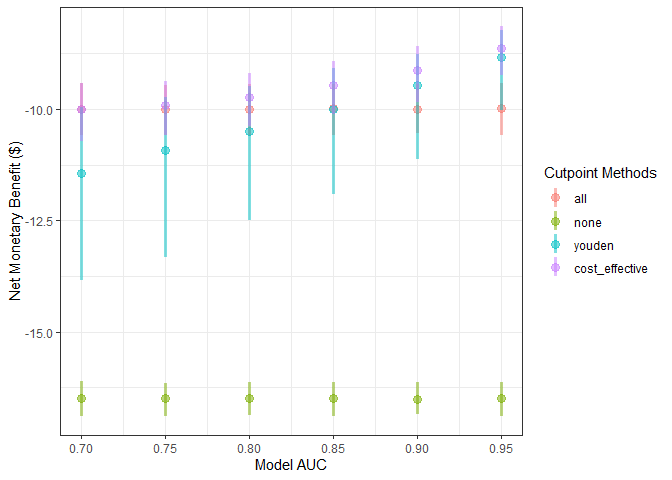 Net Monetary Benefit ($)
-10.0
-12.5
-15.0
0.70 0.75 0.80 0.85 0.90 0.95
Model AUC
Cutpoint Methods
all
none
youden
cost_effective